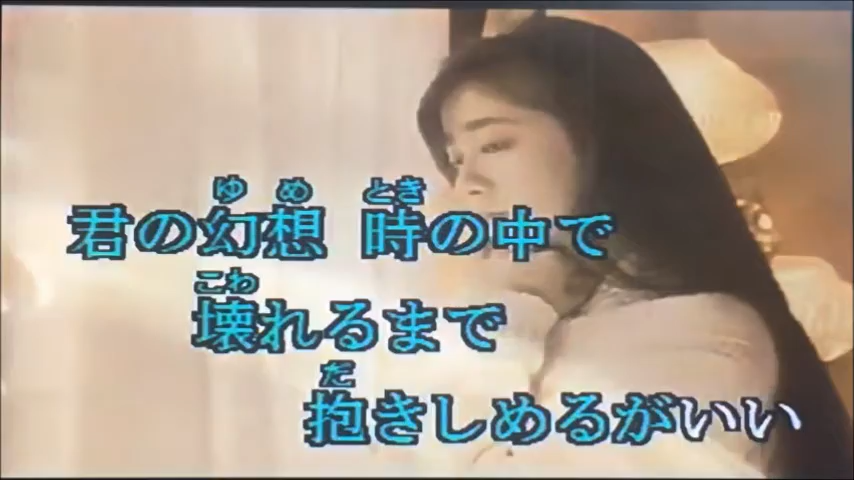 ゆめ とき
君の幻想 時の中で
こわ
壊れるまで
だ
抱きしめるがいい